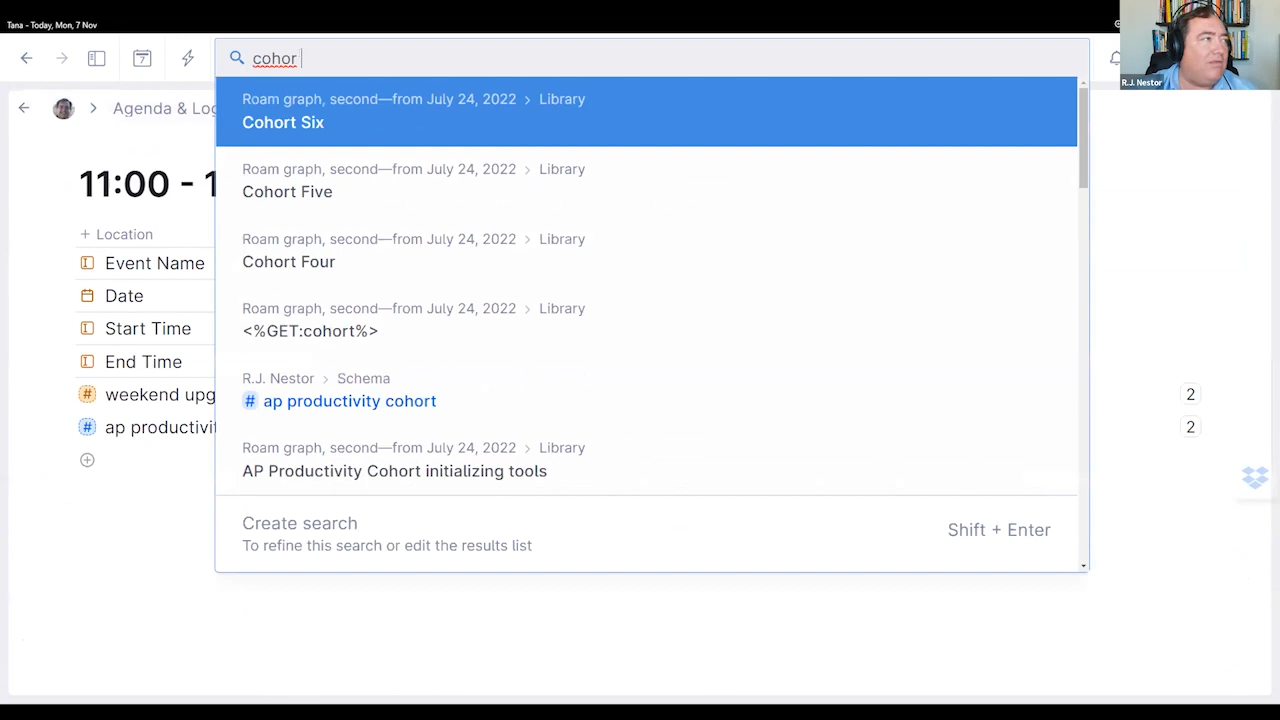 Tana - Today, Mon, 7 Nov
7
cohor
R.J. Nestor
Agenda & Log
Roam graph, second—from July 24, 2022 > Library
Cohort Six
Roam graph, second—from July 24, 2022 > Library
Cohort Five
Roam graph, second—from July 24, 2022 > Library
Cohort Four
Roam graph, second—from July 24, 2022 > Library
<%GET:cohort%>
R.J. Nestor > Schema
# ap productivity cohort
Roam graph, second—from July 24, 2022 > Library
AP Productivity Cohort initializing tools
Create search
To refine this search or edit the results list
Shift + Enter
11:00 - 1
+ Location
Event Name
Date
Start Time
End Time
# weekend upg
2
# ap productivit
2